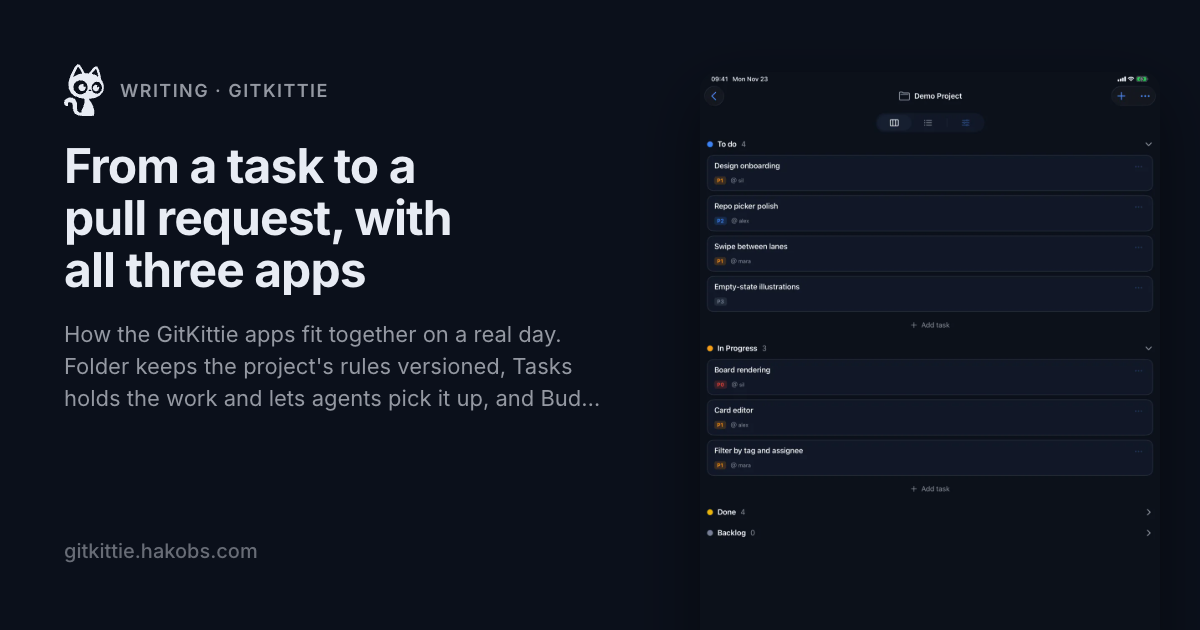 WRITING · GITKITTIE
From a task to a
pull request, with
all three apps
How the GitKittie apps fit together on a real day.
Folder keeps the project's rules versioned, Tasks
holds the work and lets agents pick it up, and Bud...
gitkittie.hakobs.com
09:41 Mon Nov 23
Demo Project
To do 4
Design onboarding
P1
Repo picker polish
P2 @ alex
Swipe between lanes
P1 @ mara
Empty-state illustrations
P3
+ Add task
In Progress 3
Board rendering
P0
Card editor
P1 @ alex
Filter by tag and assignee
P1 @ mara
+ Add task
Done 4
Backlog 0